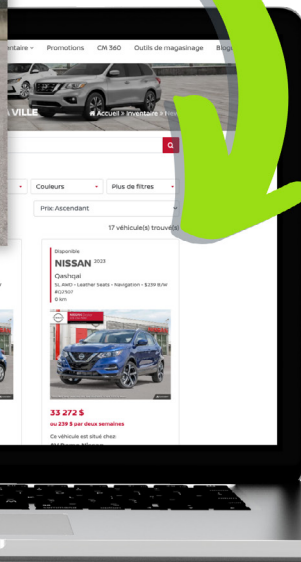 entaire
Promotions
CM 360
Outils de magasinage
VILLE
Accueil » Inventaire »
Couleurs
Plus de filtres
Prix: Ascendant
17 véhicule(s) trouvé(s)
Disponible
NISSAN 2023
Qashqai
SL AWD - Leather Seats - Navigation - $239 B/W
0 km
33 272 $
ou 239 $ par deux semaines
Ce véhicule est situé chez: